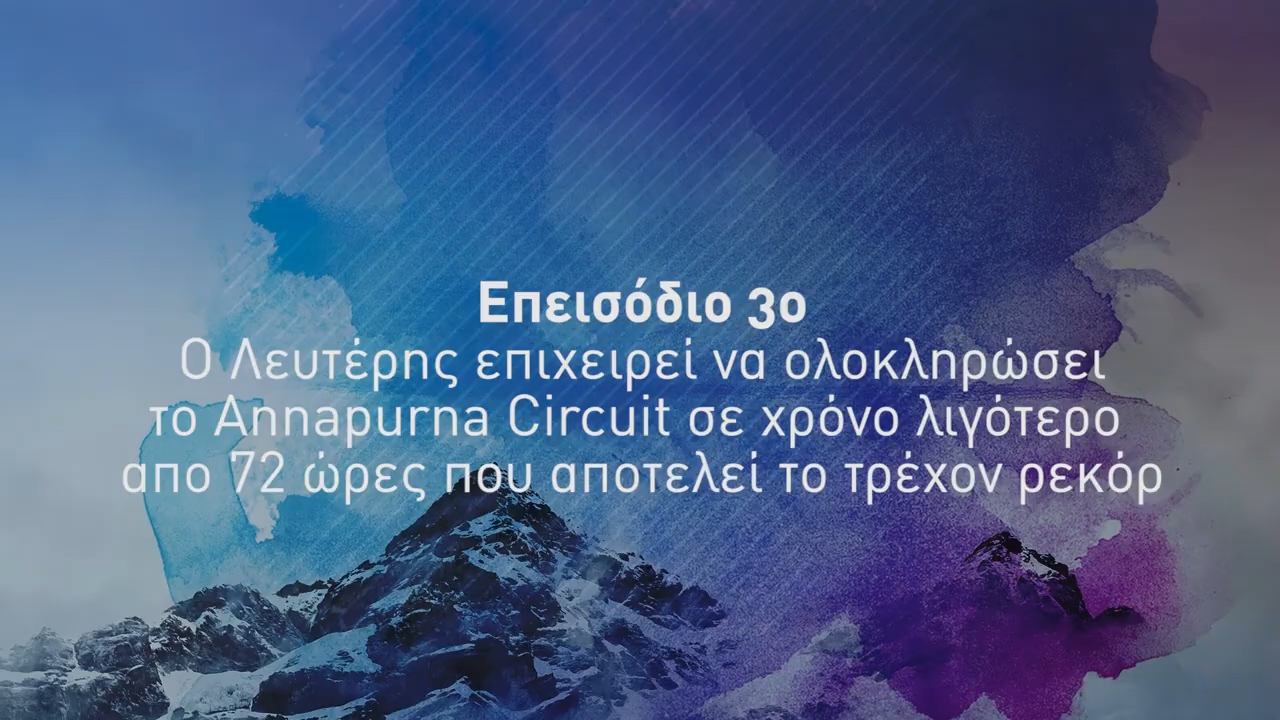 Επεισόδιο 3ο
Ο Λευτέρης επιχειρεί να ολοκληρώσει
το Annapurna Circuit σε χρόνο λιγότερο
απο 72 ώρες που αποτελεί το τρέχον ρεκόρ